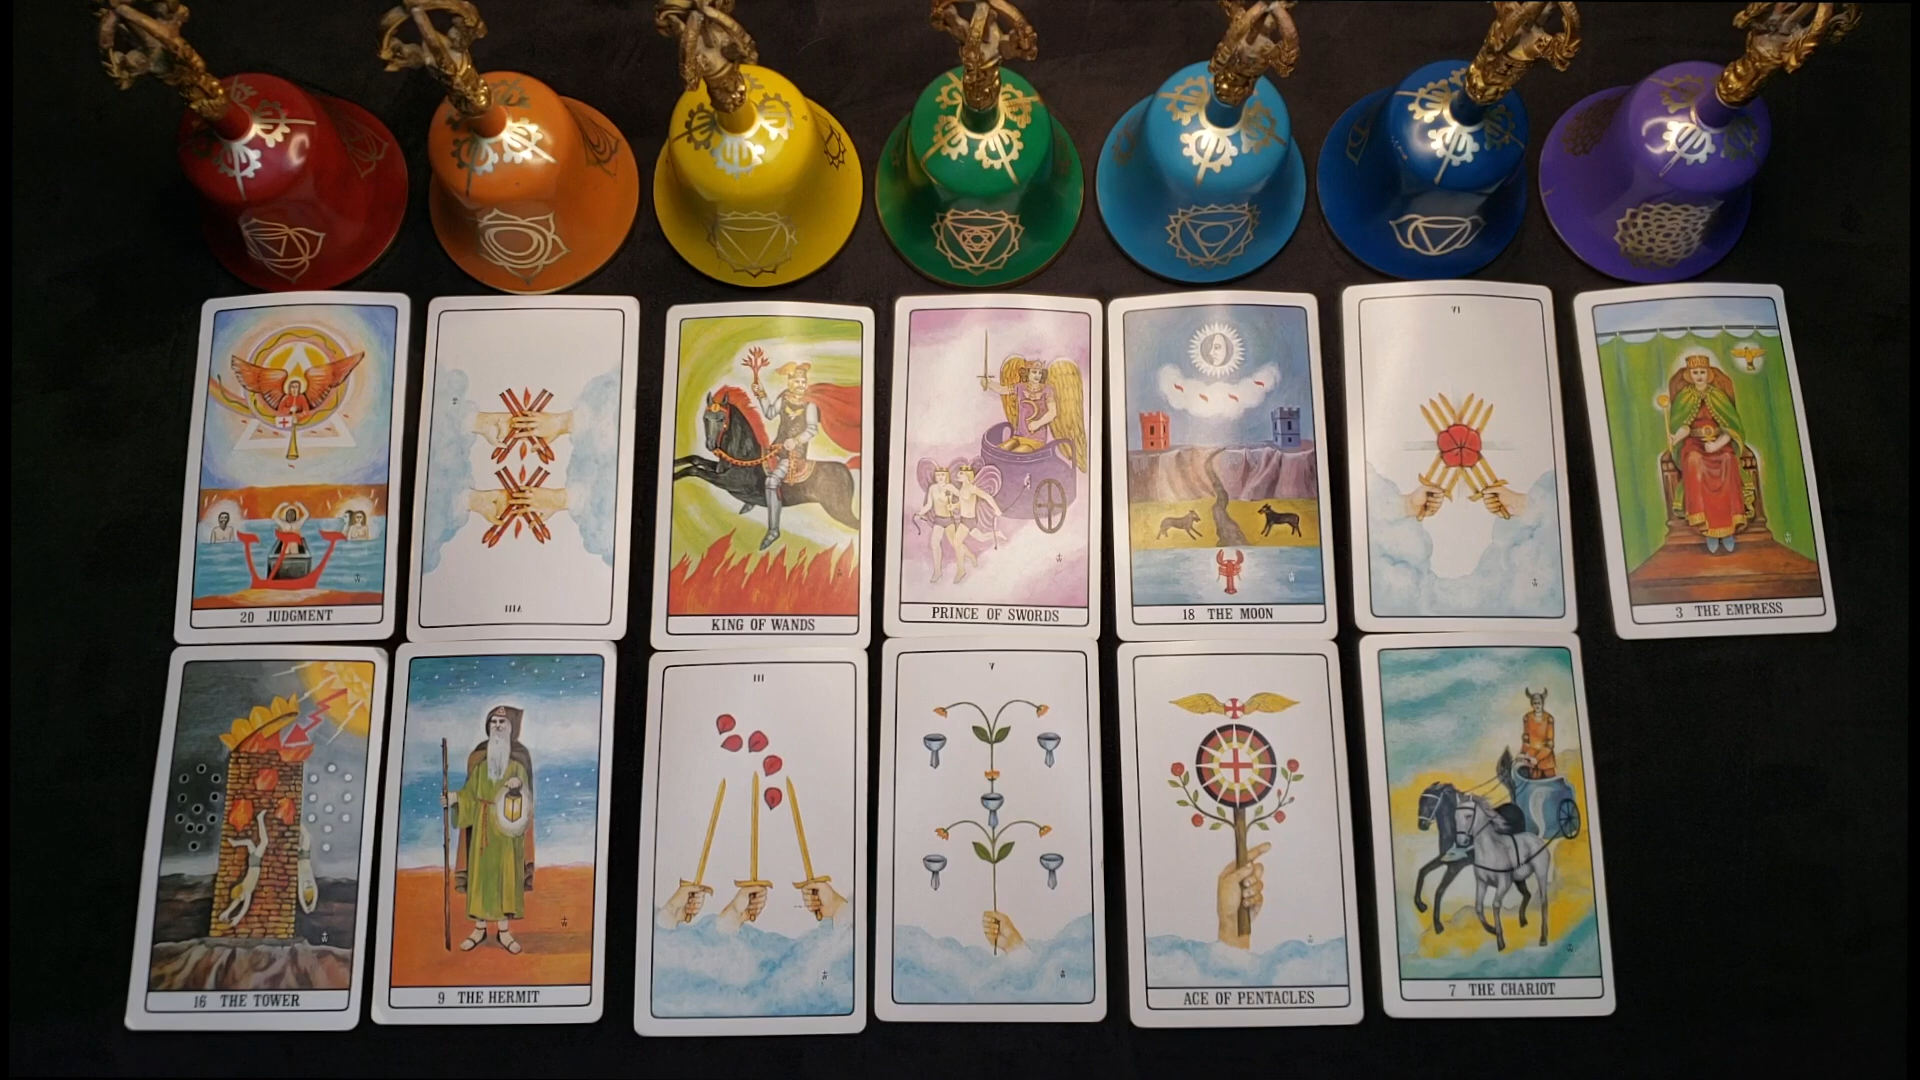 20 JUDGMENT
VIII
KING OF WANDS
PRINCE OF SWORDS
18 THE MOON
VI
3 THE EMPRESS
16 THE TOWER
9 THE HERMIT
III
V
ACE OF PENTACLES
7 THE CHARIOT